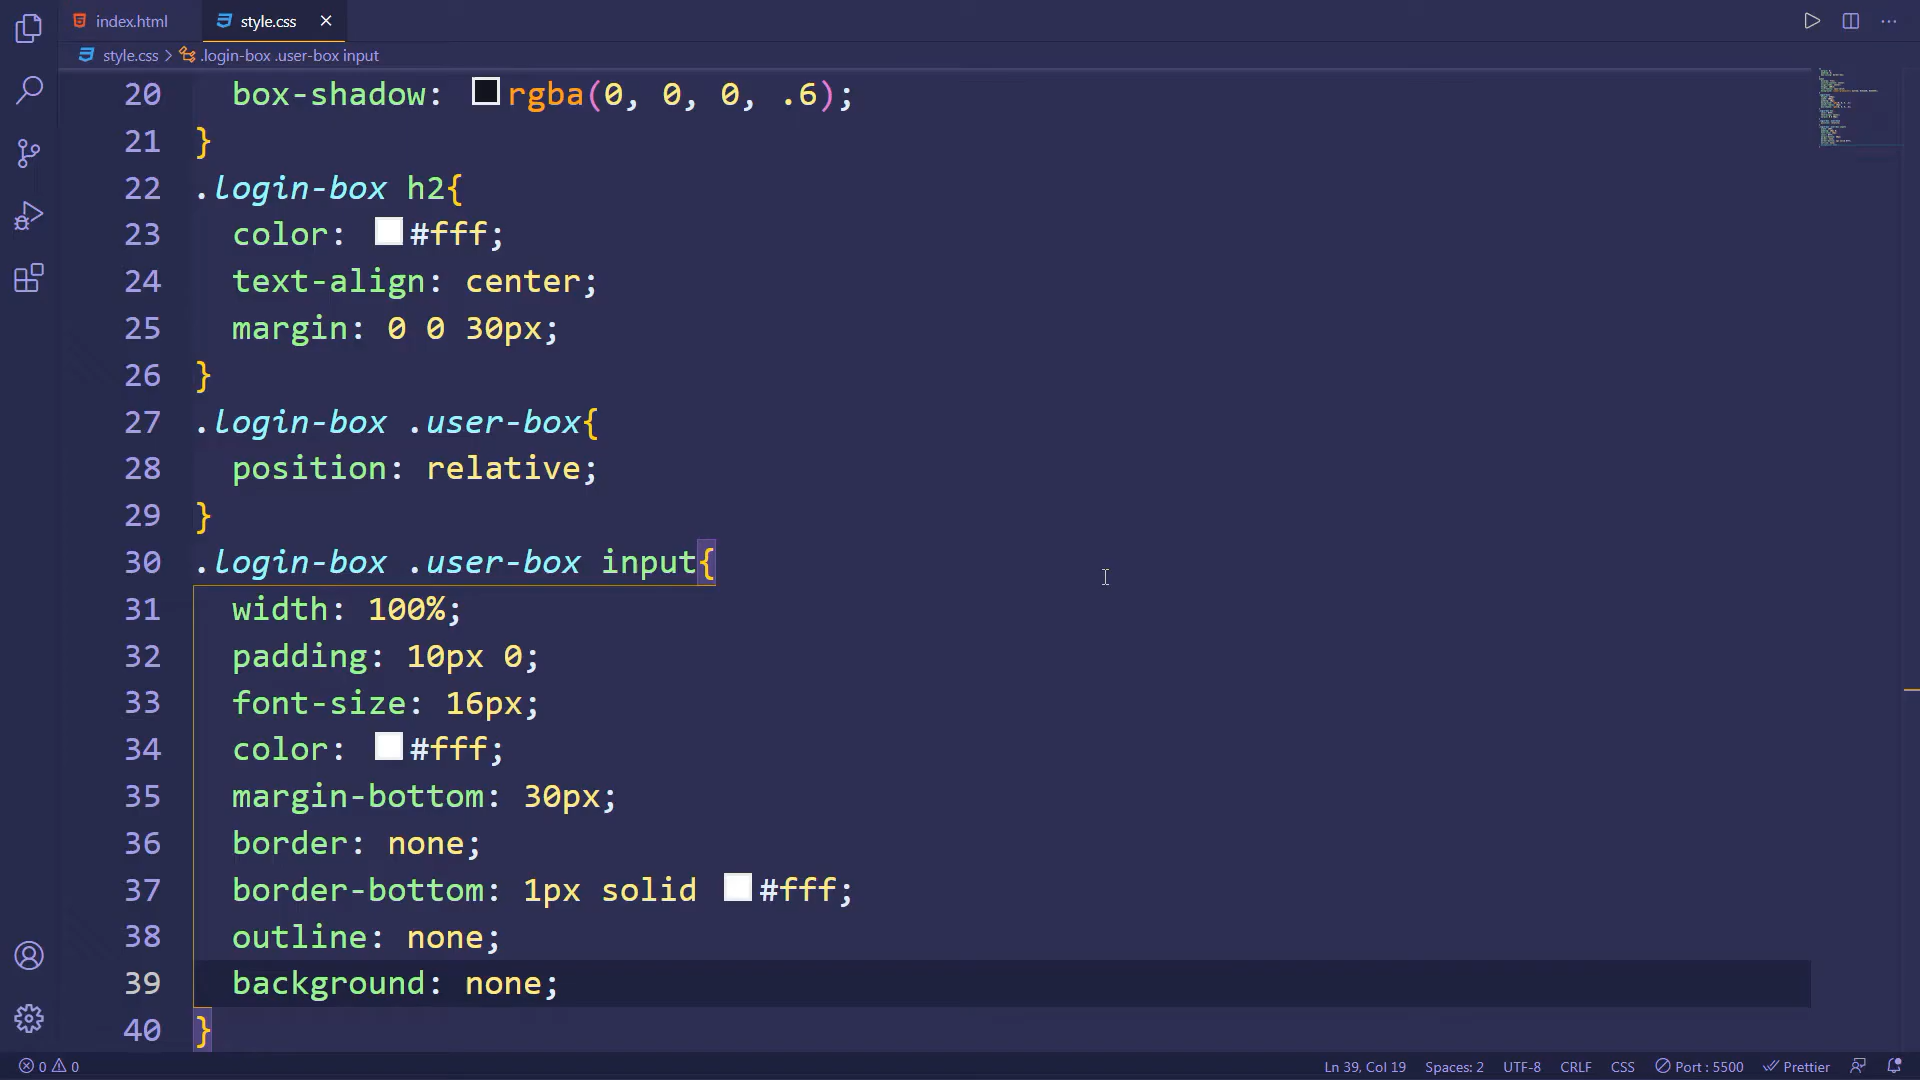 index.html
style.css
style.css > .login-box .user-box input
20 box-shadow: rgba(0, 0, 0, .6);
21 }
22 .login-box h2{
23 color: #fff;
24 text-align: center;
25 margin: 0 0 30px;
26 }
27 .login-box .user-box{
28 position: relative;
29 }
30 .login-box .user-box input{
31 width: 100%;
32 padding: 10px 0;
33 font-size: 16px;
34 color: #fff;
35 margin-bottom: 30px;
36 border: none;
37 border-bottom: 1px solid #fff;
38 outline: none;
39 background: none;
40 }
0 0 Ln 39, Col 19 Spaces: 2 UTF-8 CRLF CSS Port : 5500 Prettier